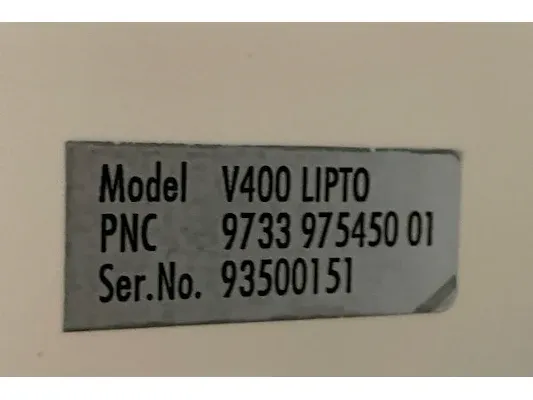 Model V400 LIPTO
PNC 9733 975450 01
Ser.No. 93500151